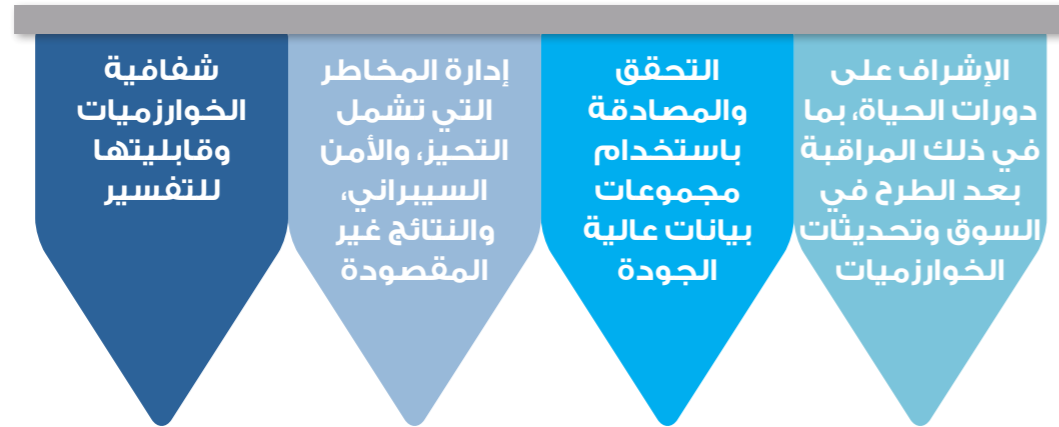 الإشراف على
دورات الحياة، بما
في ذلك المراقبة
بعد الطرح في
السوق وتحديثات
الخوارزميات
التحقق
والمصادقة
باستخدام
مجموعات
بيانات عالية
الجودة
إدارة المخاطر
التي تشمل
التحيز، والأمن
السيبراني،
والنتائج غير
المقصودة
شفافية
الخوارزميات
وقابليتها
للتفسير